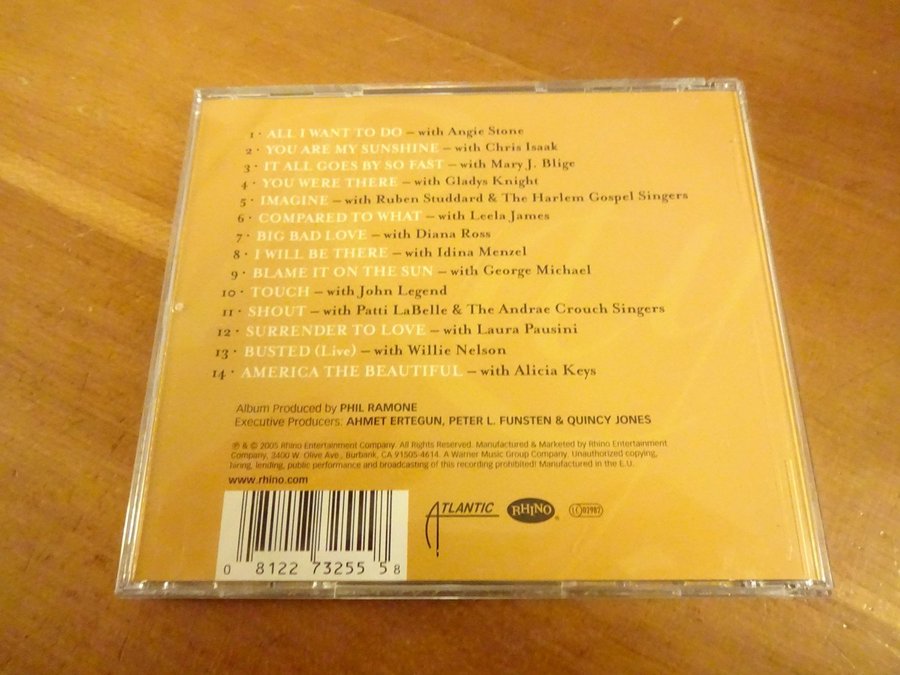 1 · ALL I WANT TO DO – with Angie Stone
2 · YOU ARE MY SUNSHINE – with Chris Isaak
3 · IT ALL GOES BY SO FAST – with Mary J. Blige
4 · YOU WERE THERE – with Gladys Knight
5 · IMAGINE – with Ruben Studdard & The Harlem Gospel Singers
6 · COMPARED TO WHAT – with Leela James
7 · BIG BAD LOVE – with Diana Ross
8 · I WILL BE THERE – with Idina Menzel
9 · BLAME IT ON THE SUN – with George Michael
10 · TOUCH – with John Legend
11 · SHOUT – with Patti LaBelle & The Andrae Crouch Singers
12 · SURRENDER TO LOVE – with Laura Pausini
13 · BUSTED (Live) – with Willie Nelson
14 · AMERICA THE BEAUTIFUL – with Alicia Keys
Album Produced by PHIL RAMONE
Executive Producers: AHMET ERTEGUN, PETER L. FUNSTEN & QUINCY JONES
℗ & © 2005 Rhino Entertainment Company. All Rights Reserved. Manufactured & Marketed by Rhino Entertainment
Company, 3400 W. Olive Ave., Burbank, CA 91505-4614. A Warner Music Group Company. Unauthorized copying,
hiring, lending, public performance and broadcasting of this recording prohibited! Manufactured in the E.U.
www.rhino.com
ATLANTIC
RHINO
LC 02982
0 81227 32555 8